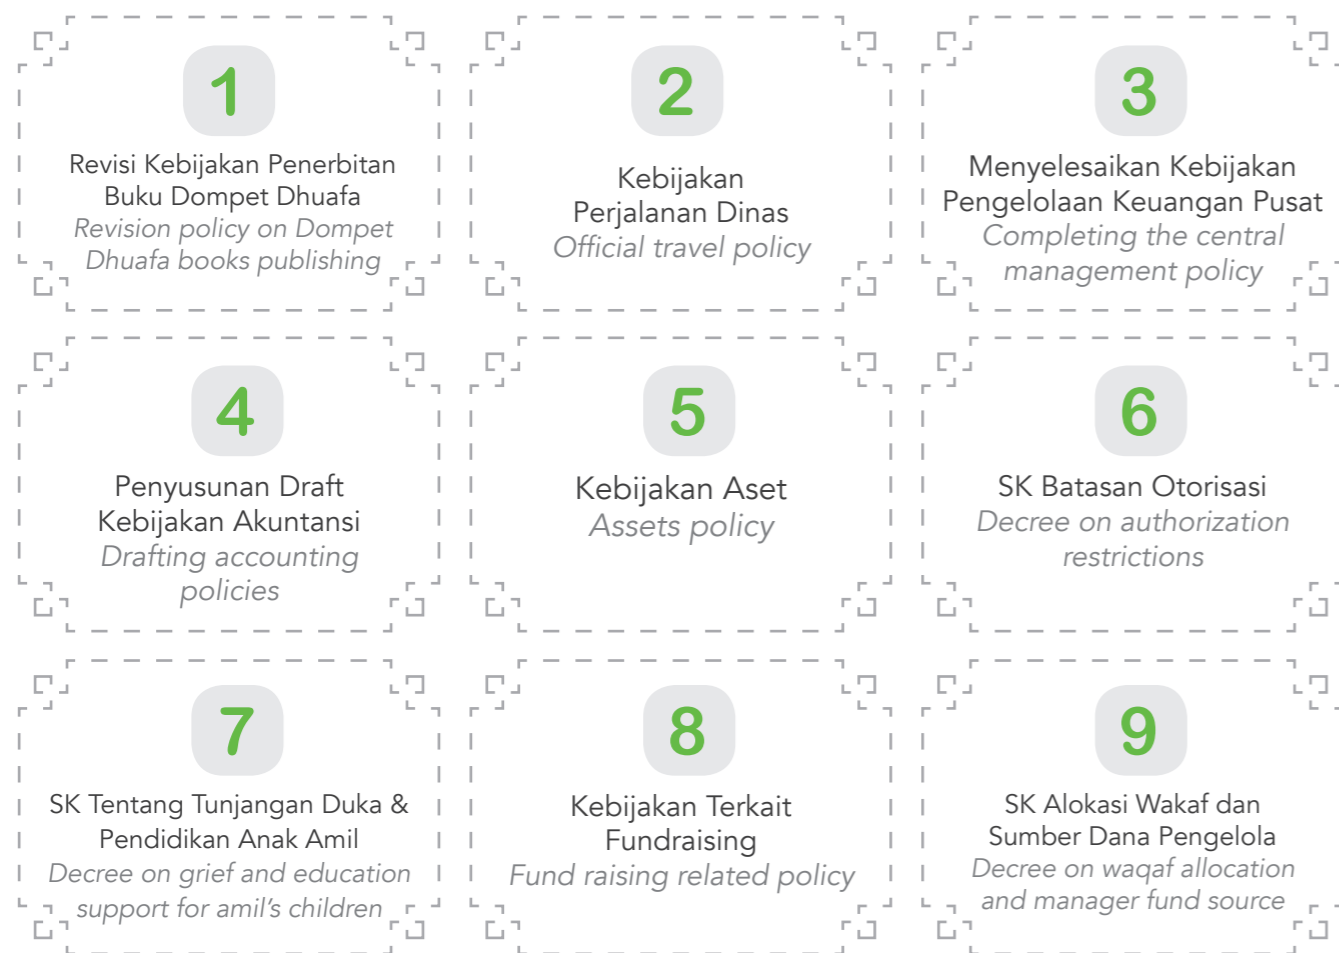 1
Revisi Kebijakan Penerbitan
Buku Dompet Dhuafa
Revision policy on Dompet
Dhuafa books publishing
2
Kebijakan
Perjalanan Dinas
Official travel policy
3
Menyelesaikan Kebijakan
Pengelolaan Keuangan Pusat
Completing the central
management policy
4
Penyusunan Draft
Kebijakan Akuntansi
Drafting accounting
policies
5
Kebijakan Aset
Assets policy
6
SK Batasan Otorisasi
Decree on authorization
restrictions
7
SK Tentang Tunjangan Duka &
Pendidikan Anak Amil
Decree on grief and education
support for amil's children
8
Kebijakan Terkait
Fundraising
Fund raising related policy
9
SK Alokasi Wakaf dan
Sumber Dana Pengelola
Decree on waqaf allocation
and manager fund source